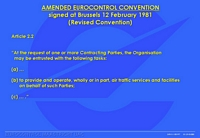 AMENDED EUROCONTROL CONVENTION
signed at Brussels 12 February 1981
(Revised Convention)
Article 2.2
"At the request of one or more Contracting Parties, the Organisation
may be entrusted with the following tasks:
(a) ....
(b) to provide and operate, wholly or in part, air traffic services and facilities
on behalf of such Parties;
(c) ....."